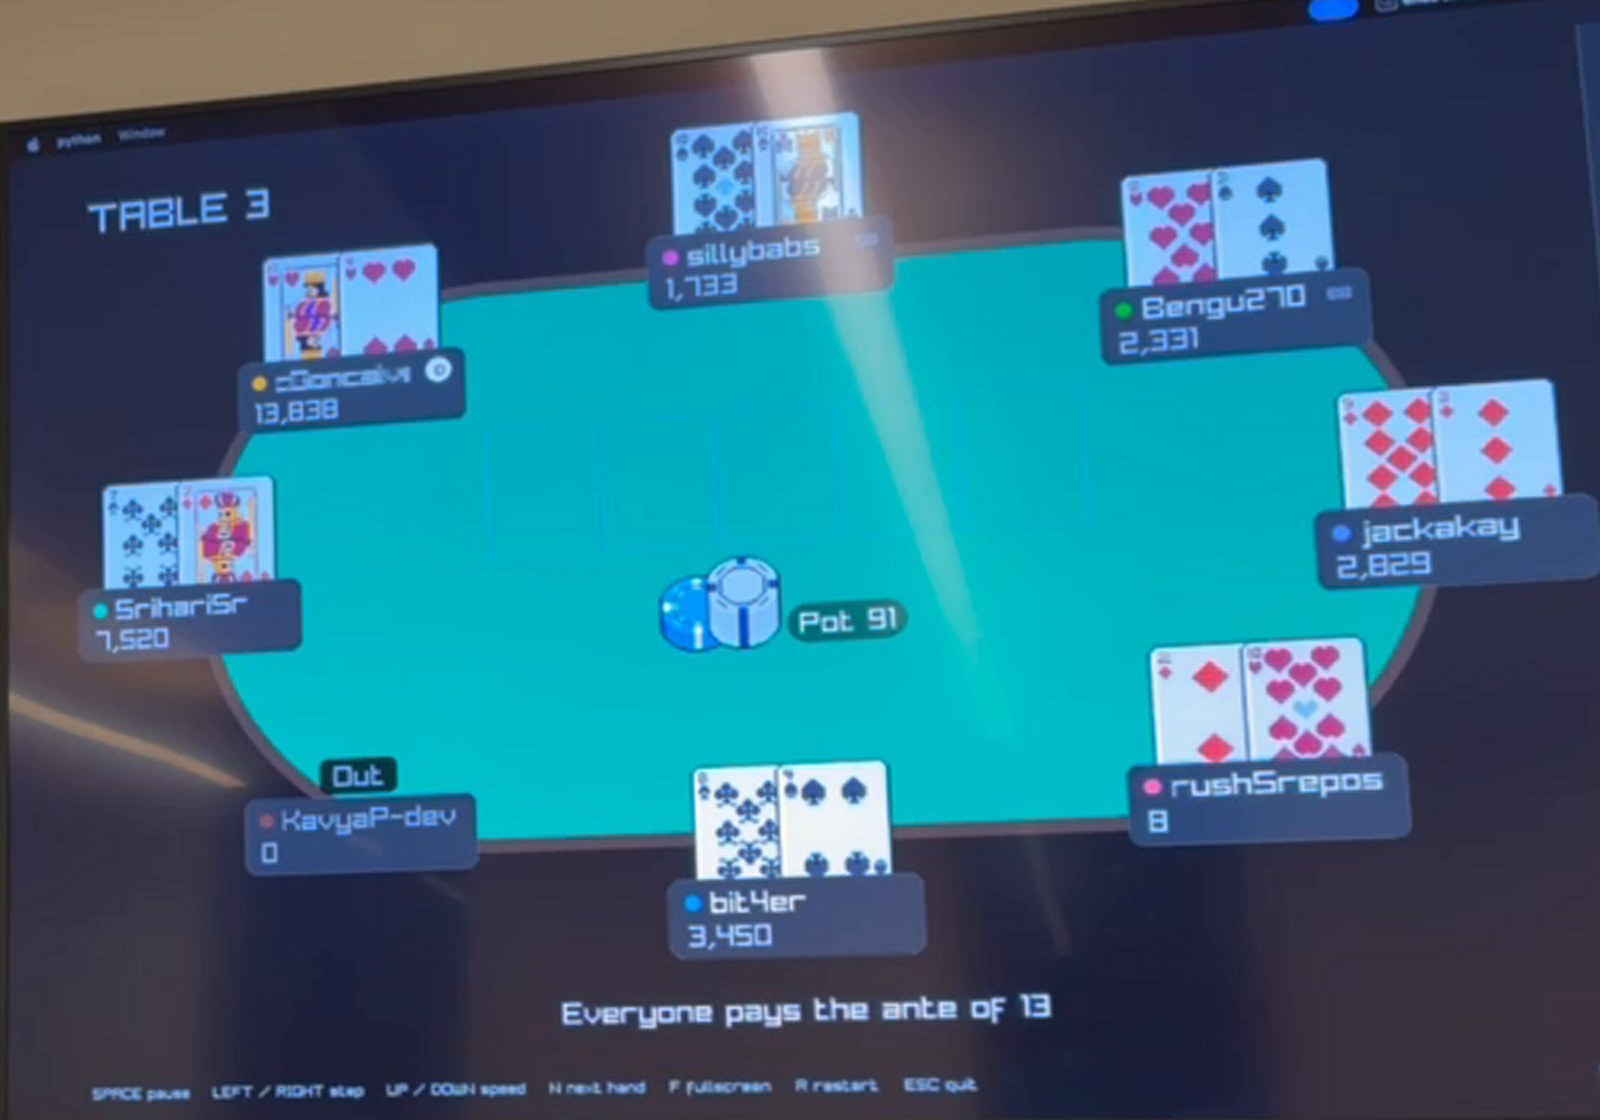 python Window
TABLE 3
sillybabs
1,733
Bengu270
2,331
13,838
jackakay
2,829
SrihariSr
7,520
Pot 91
Out
KavyaP-dev
0
rush5repos
8
bit4er
3,450
Everyone pays the ante of 13
SPACE pause LEFT / RIGHT step UP / DOWN speed N next hand F fullscreen R restart ESC quit